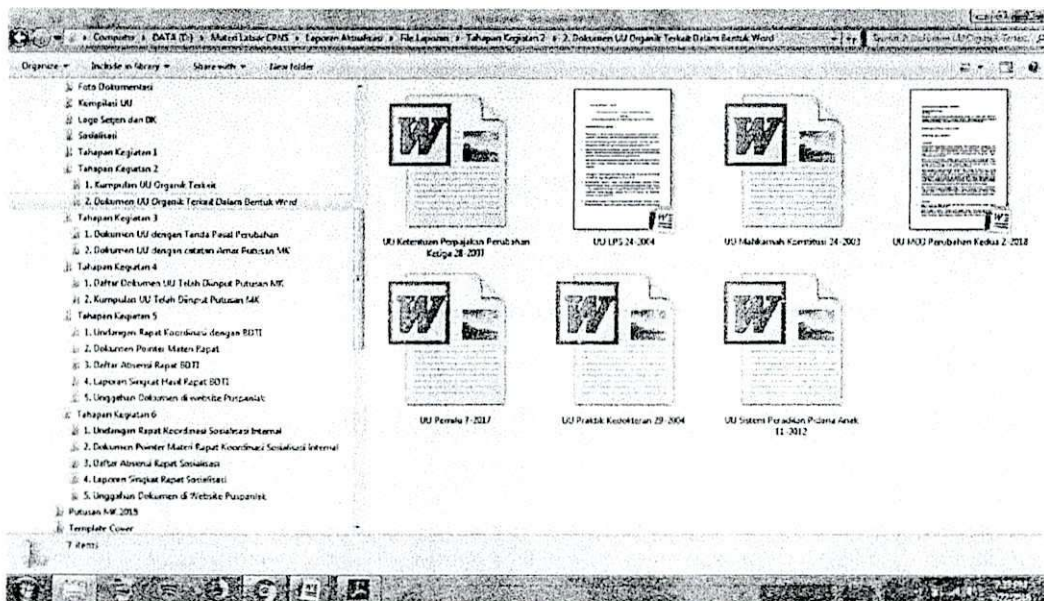 Computer ▸ DATA (D:) ▸ Materi Latsar CPNS ▸ Laporan Aktualisasi ▸ File Laporan ▸ Tahapan Kegiatan 2 ▸ 2. Dokumen UU Organik Terkait Dalam Bentuk Word
Organize Include in library Share with New folder
Foto Dokumentasi
Kompilasi UU
Logo Setjen dan BK
Sosialisasi
Tahapan Kegiatan 1
Tahapan Kegiatan 2
1. Kumpulan UU Organik Terkait
2. Dokumen UU Organik Terkait Dalam Bentuk Word
Tahapan Kegiatan 3
1. Dokumen UU dengan Tanda Pasal Perubahan
2. Dokumen UU dengan catatan Amar Putusan MK
Tahapan Kegiatan 4
1. Daftar Dokumen UU Telah Diinput Putusan MK
2. Kumpulan UU Telah Diinput Putusan MK
Tahapan Kegiatan 5
1. Undangan Rapat Koordinasi dengan BDTI
2. Dokumen Pointer Materi Rapat
3. Daftar Absensi Rapat BDTI
4. Laporan Singkat Hasil Rapat BDTI
5. Unggahan Dokumen di website Puspanlak
Tahapan Kegiatan 6
1. Undangan Rapat Koordinasi Sosialisasi Internal
2. Dokumen Pointer Materi Rapat Koordinasi Sosialisasi Internal
3. Daftar Absensi Rapat Sosialisasi
4. Laporan Singkat Rapat Sosialisasi
5. Unggahan Dokumen di Website Puspanlak
Putusan MK 2015
Template Cover
UU Ketentuan Perpajakan Perubahan
Ketiga 28-2007
UU LPS 24-2004
UU Mahkamah Konstitusi 24-2003
UU MD3 Perubahan Kedua 2-2018
UU Pemilu 7-2017
UU Praktik Kedokteran 29-2004
UU Sistem Peradilan Pidana Anak
11-2012
7 items